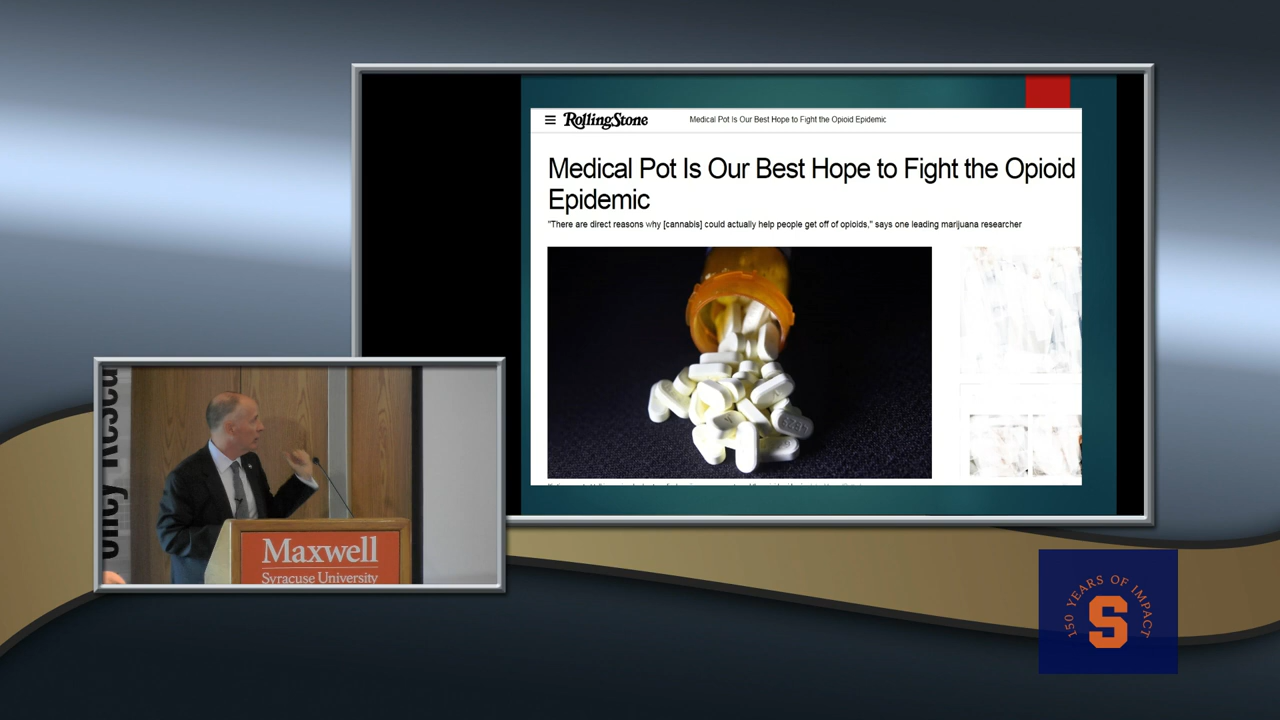 RollingStone
Medical Pot Is Our Best Hope to Fight the Opioid Epidemic
Medical Pot Is Our Best Hope to Fight the Opioid
Epidemic
"There are direct reasons why [cannabis] could actually help people get off of opioids," says one leading marijuana researcher
Maxwell
Syracuse University
150 YEARS OF IMPACT
S